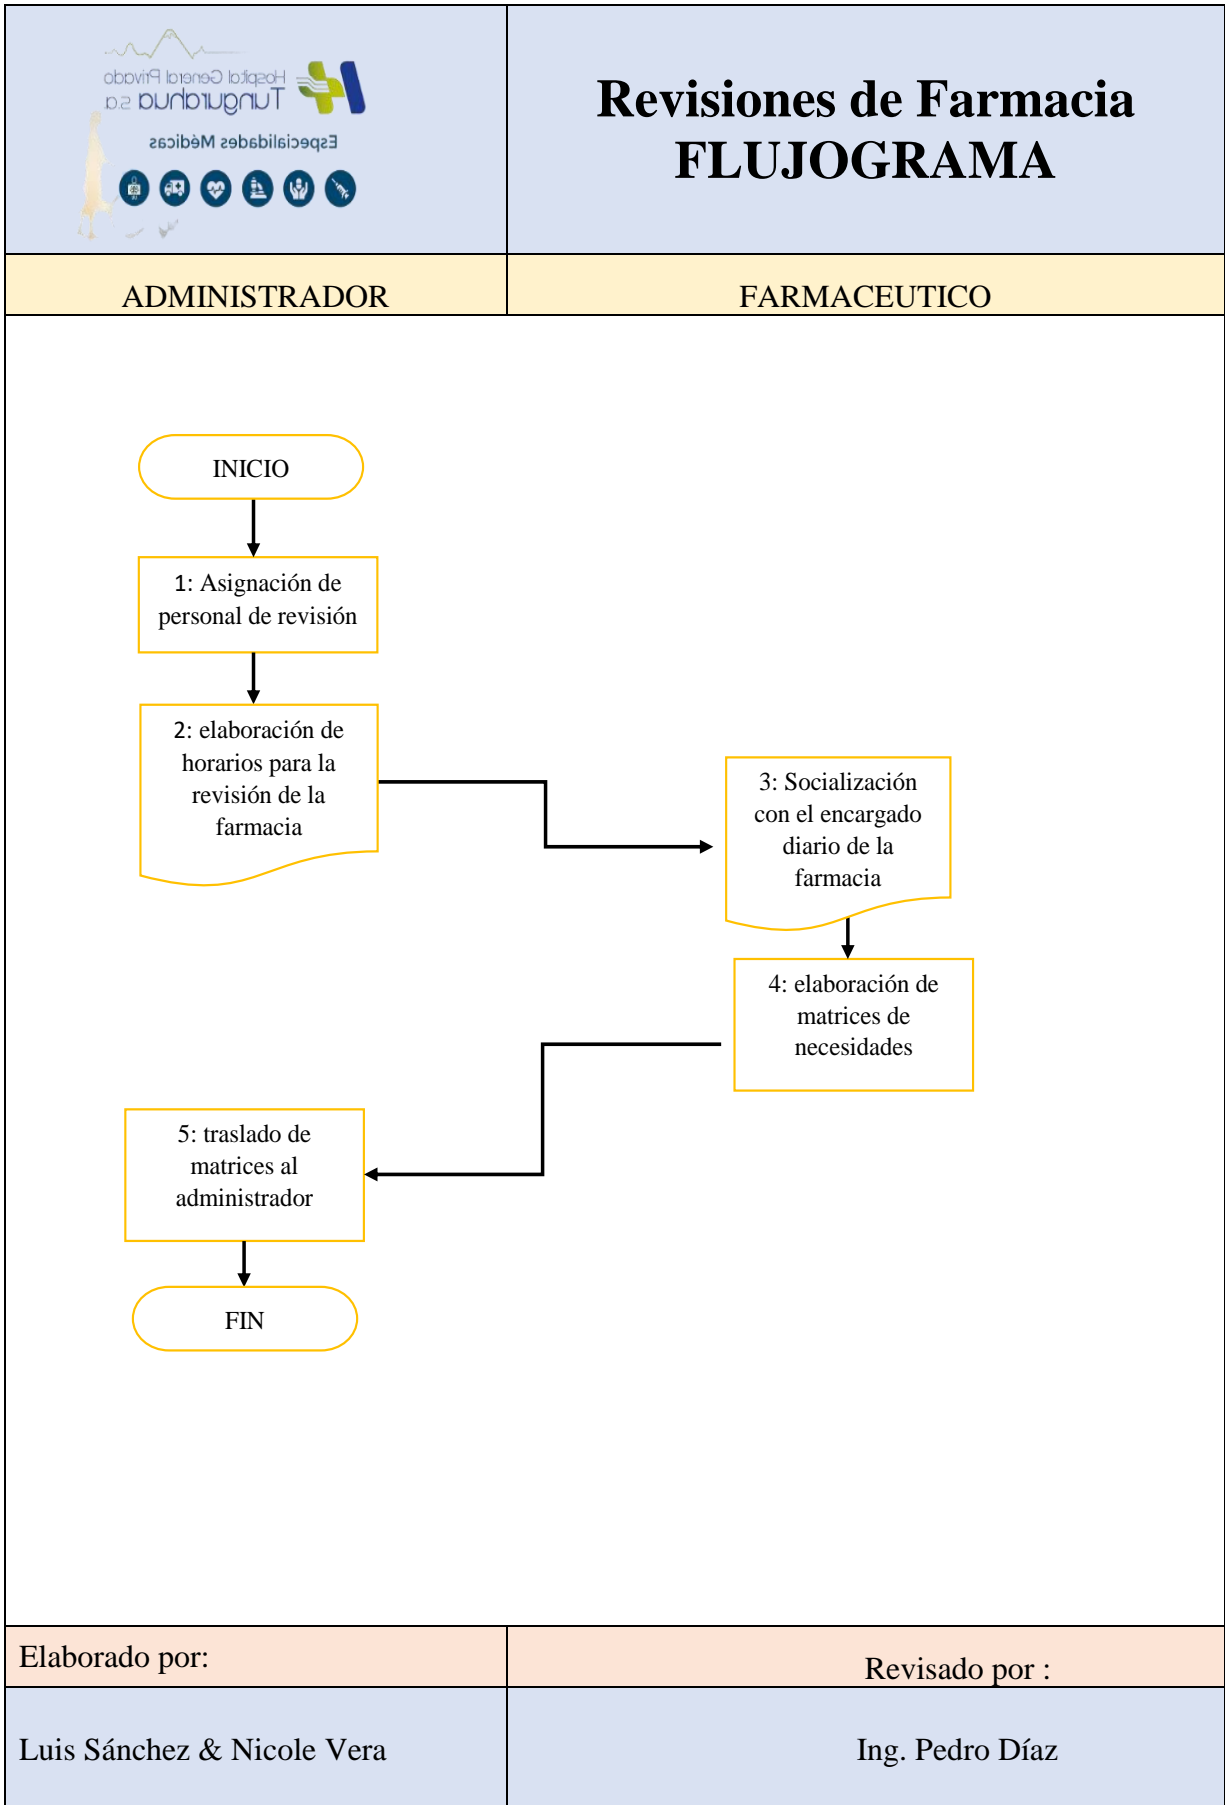 Hospital General Privado
Tungurahua s.a
Especialidades Médicas
Revisiones de Farmacia
FLUJOGRAMA
ADMINISTRADOR
FARMACEUTICO
INICIO
1: Asignación de
personal de revisión
2: elaboración de
horarios para la
revisión de la
farmacia
3: Socialización
con el encargado
diario de la
farmacia
4: elaboración de
matrices de
necesidades
5: traslado de
matrices al
administrador
FIN
Elaborado por:
Revisado por :
Luis Sánchez & Nicole Vera
Ing. Pedro Díaz